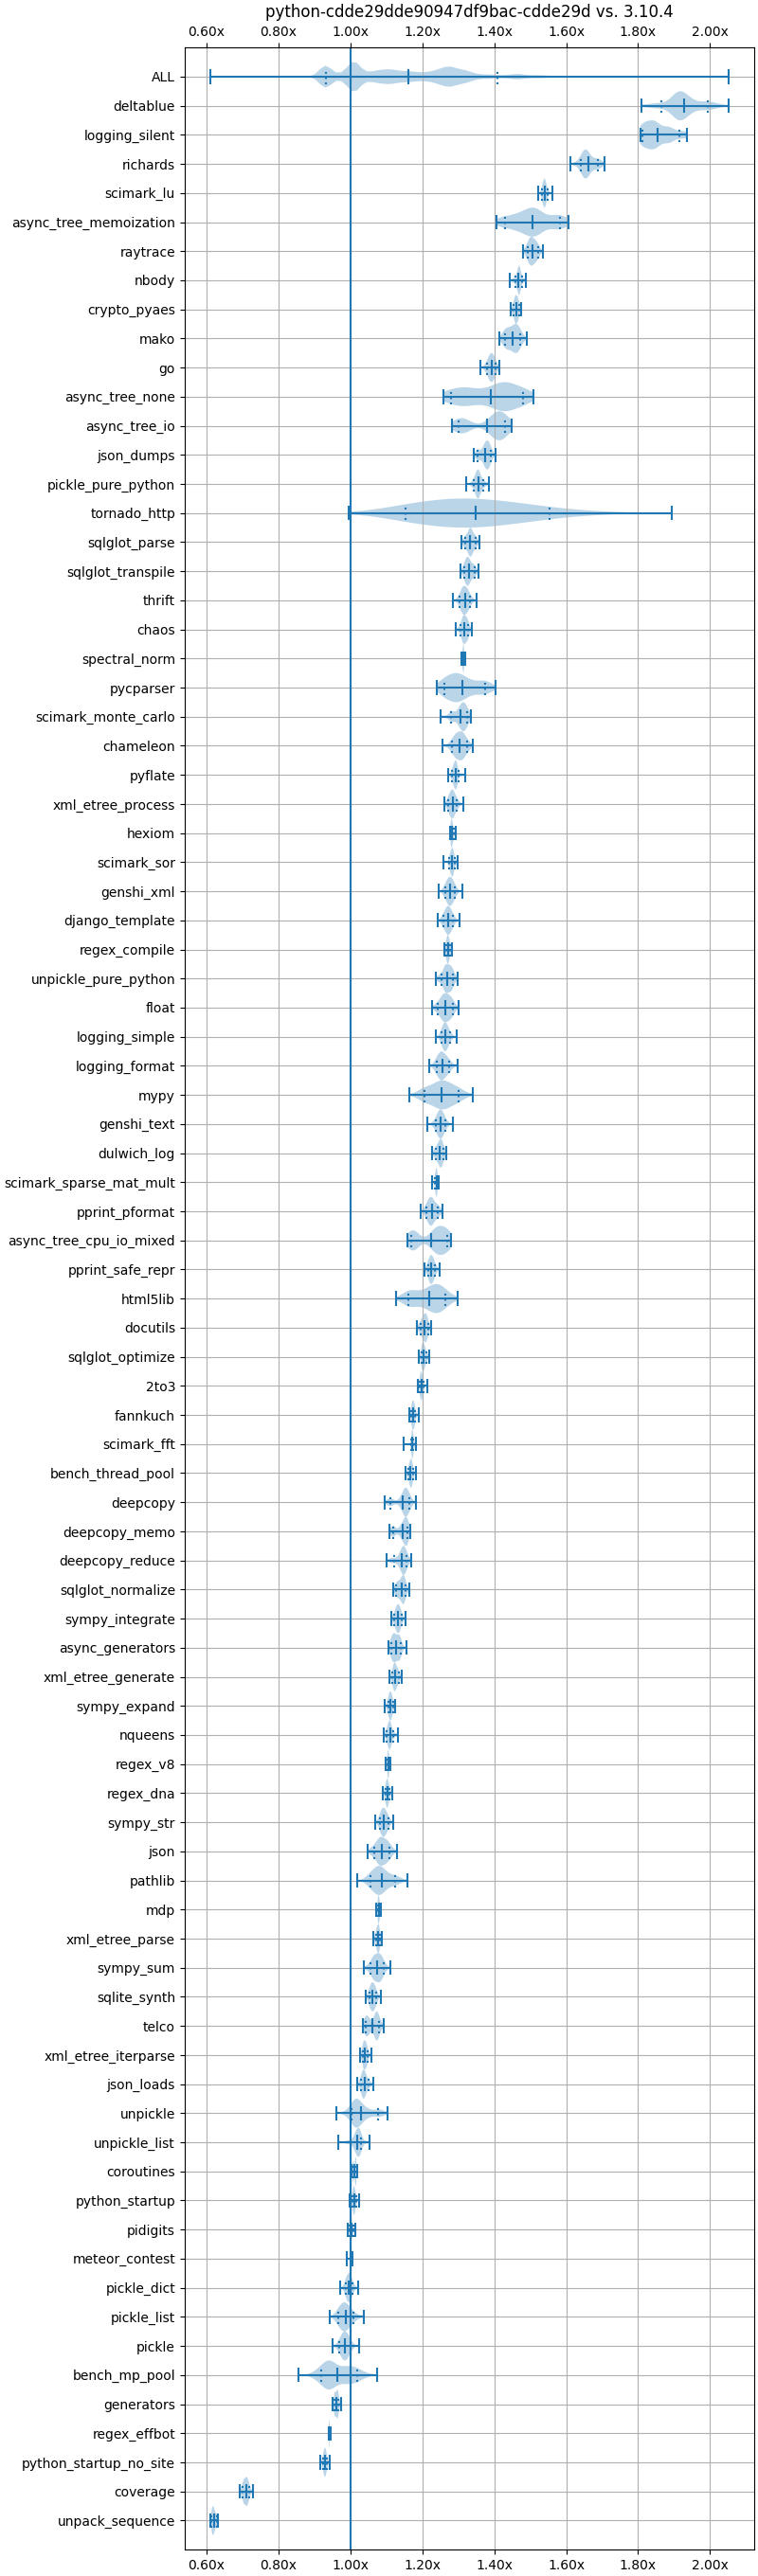 python-cdde29dde90947df9bac-cdde29d vs. 3.10.4
0.60x 0.80x 1.00x 1.20x 1.40x 1.60x 1.80x 2.00x
ALL
deltablue
logging_silent
richards
scimark_lu
async_tree_memoization
raytrace
nbody
crypto_pyaes
mako
go
async_tree_none
async_tree_io
json_dumps
pickle_pure_python
tornado_http
sqlglot_parse
sqlglot_transpile
thrift
chaos
spectral_norm
pycparser
scimark_monte_carlo
chameleon
pyflate
xml_etree_process
hexiom
scimark_sor
genshi_xml
django_template
regex_compile
unpickle_pure_python
float
logging_simple
logging_format
mypy
genshi_text
dulwich_log
scimark_sparse_mat_mult
pprint_pformat
async_tree_cpu_io_mixed
pprint_safe_repr
html5lib
docutils
sqlglot_optimize
2to3
fannkuch
scimark_fft
bench_thread_pool
deepcopy
deepcopy_memo
deepcopy_reduce
sqlglot_normalize
sympy_integrate
async_generators
xml_etree_generate
sympy_expand
nqueens
regex_v8
regex_dna
sympy_str
json
pathlib
mdp
xml_etree_parse
sympy_sum
sqlite_synth
telco
xml_etree_iterparse
json_loads
unpickle
unpickle_list
coroutines
python_startup
pidigits
meteor_contest
pickle_dict
pickle_list
pickle
bench_mp_pool
generators
regex_effbot
python_startup_no_site
coverage
unpack_sequence
0.60x 0.80x 1.00x 1.20x 1.40x 1.60x 1.80x 2.00x